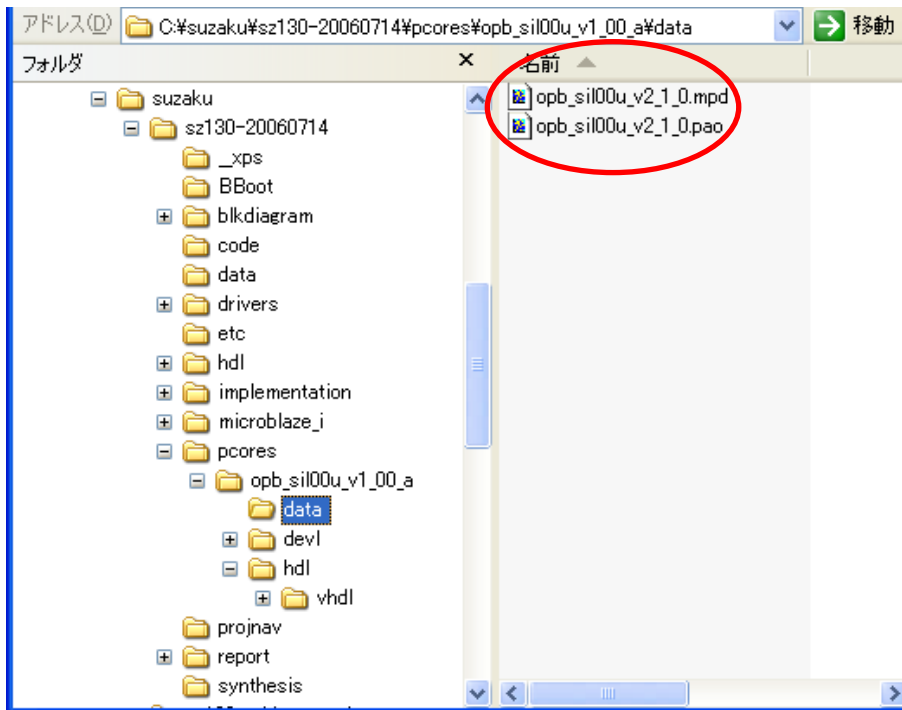 アドレス(D) C:¥suzaku¥sz130-20060714¥pcores¥opb_sil00u_v1_00_a¥data 移動
フォルダ × 名前
opb_sil00u_v2_1_0.mpd
opb_sil00u_v2_1_0.pao
suzaku
sz130-20060714
_xps
BBoot
blkdiagram
code
data
drivers
etc
hdl
implementation
microblaze_i
pcores
opb_sil00u_v1_00_a
data
devl
hdl
vhdl
projnav
report
synthesis